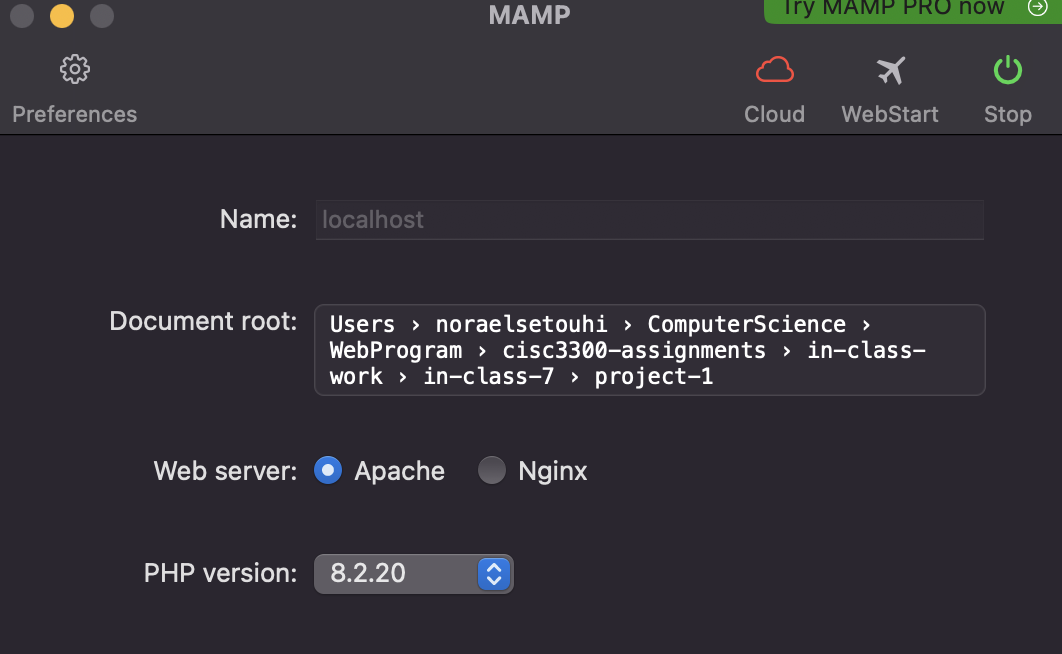 MAMP
Try MAMP PRO now
Preferences
Cloud
WebStart
Stop
Name: localhost
Document root: Users › noraelsetouhi › ComputerScience ›
WebProgram › cisc3300-assignments › in-class-
work › in-class-7 › project-1
Web server: Apache Nginx
PHP version: 8.2.20